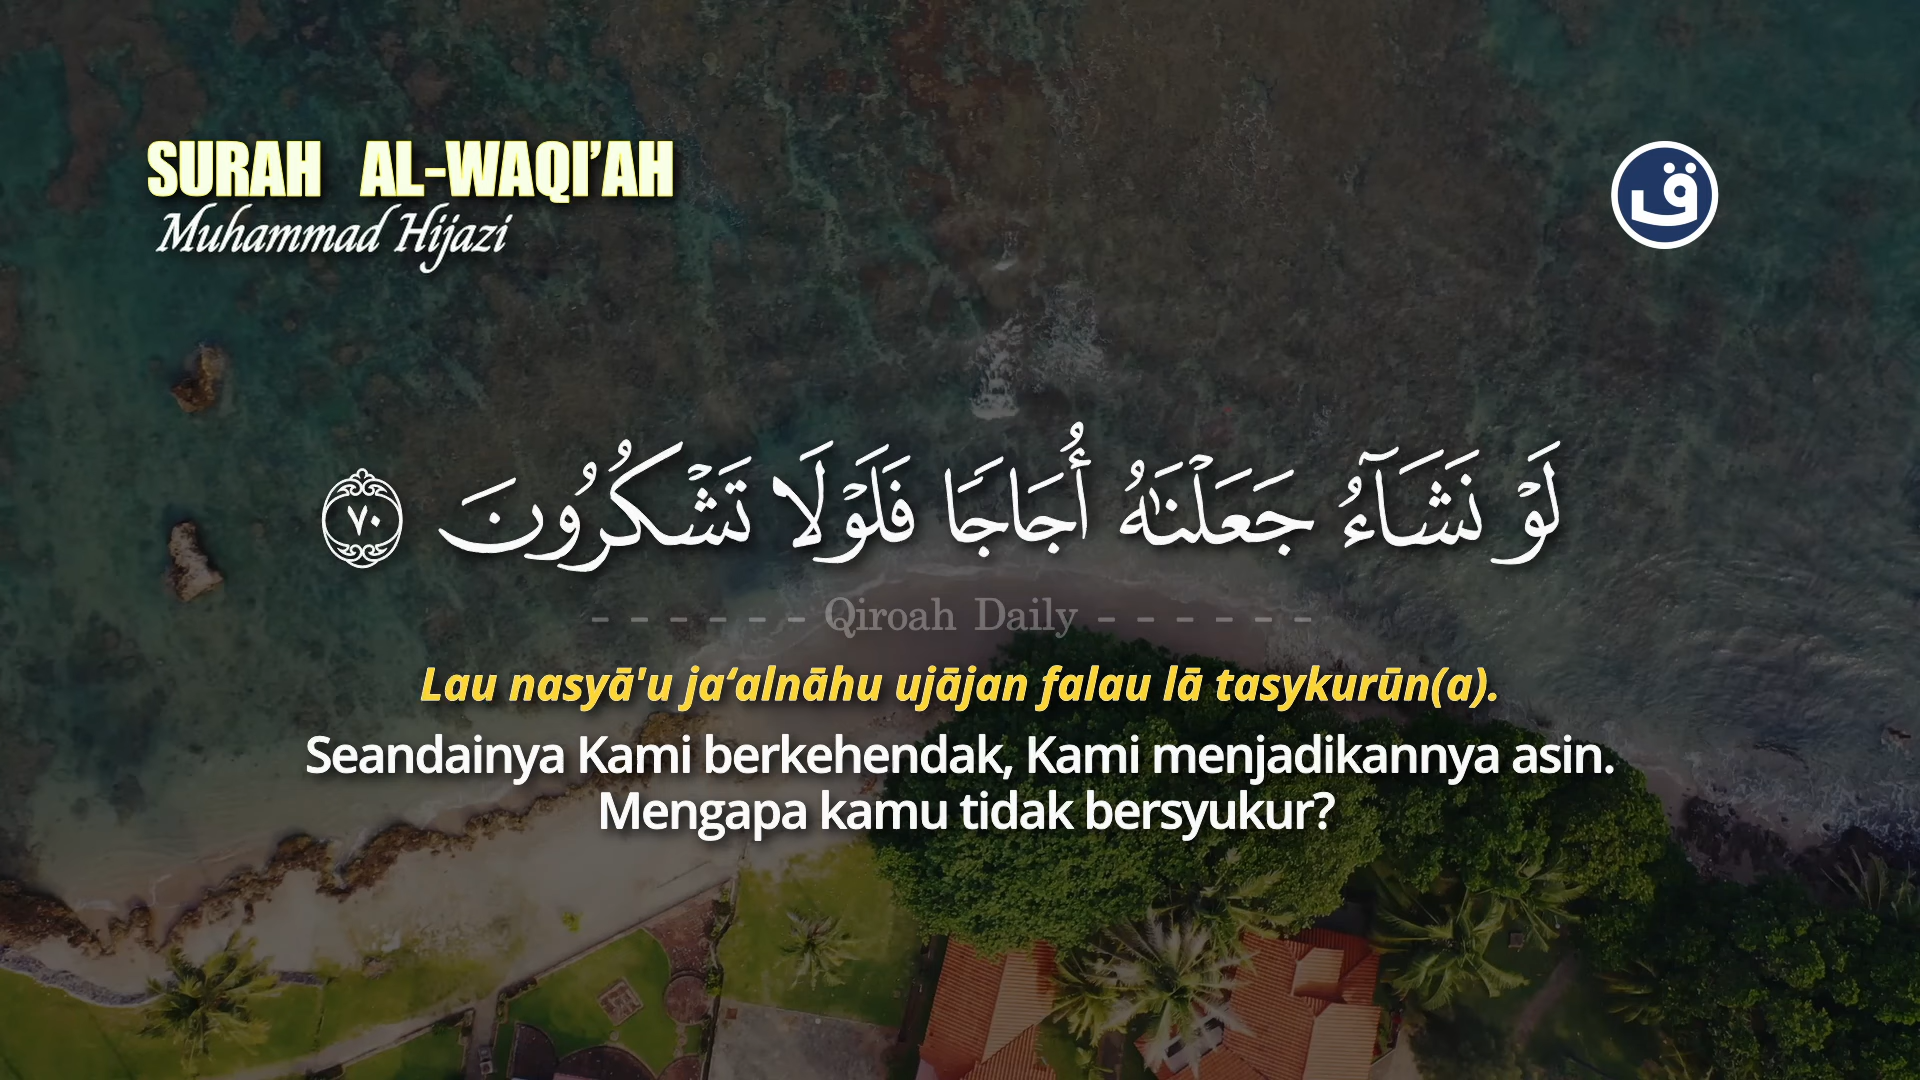 SURAH AL-WAQI’AH
Muhammad Hijazi
ق
لَوْ نَشَاۤءُ جَعَلْنٰهُ أُجَاجًا فَلَوْلَا تَشْكُرُونَ ٧٠
- - - - - - Qiroah Daily - - - - - -
Lau nasyā'u ja‘alnāhu ujājan falau lā tasykurūn(a).
Seandainya Kami berkehendak, Kami menjadikannya asin.
Mengapa kamu tidak bersyukur?